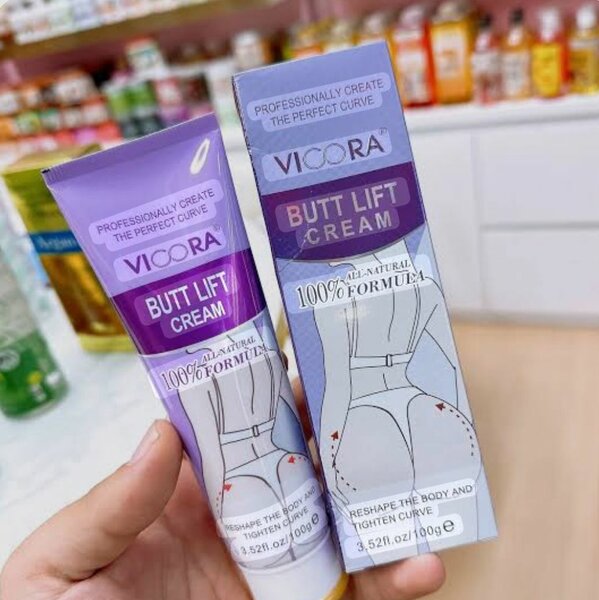 PROFESSIONALLY CREATE
THE PERFECT CURVE
VICORA
BUTT LIFT
CREAM
100% ALL-NATURAL
FORMULA
RESHAPE THE BODY AND
TIGHTEN CURVE
3.52fl.oz/100g℮
PROFESSIONALLY CREATE
THE PERFECT CURVE
VICORA®
BUTT LIFT
CREAM
100% ALL-NATURAL
FORMULA
RESHAPE THE BODY AND
TIGHTEN CURVE
3.52fl.oz/100g℮